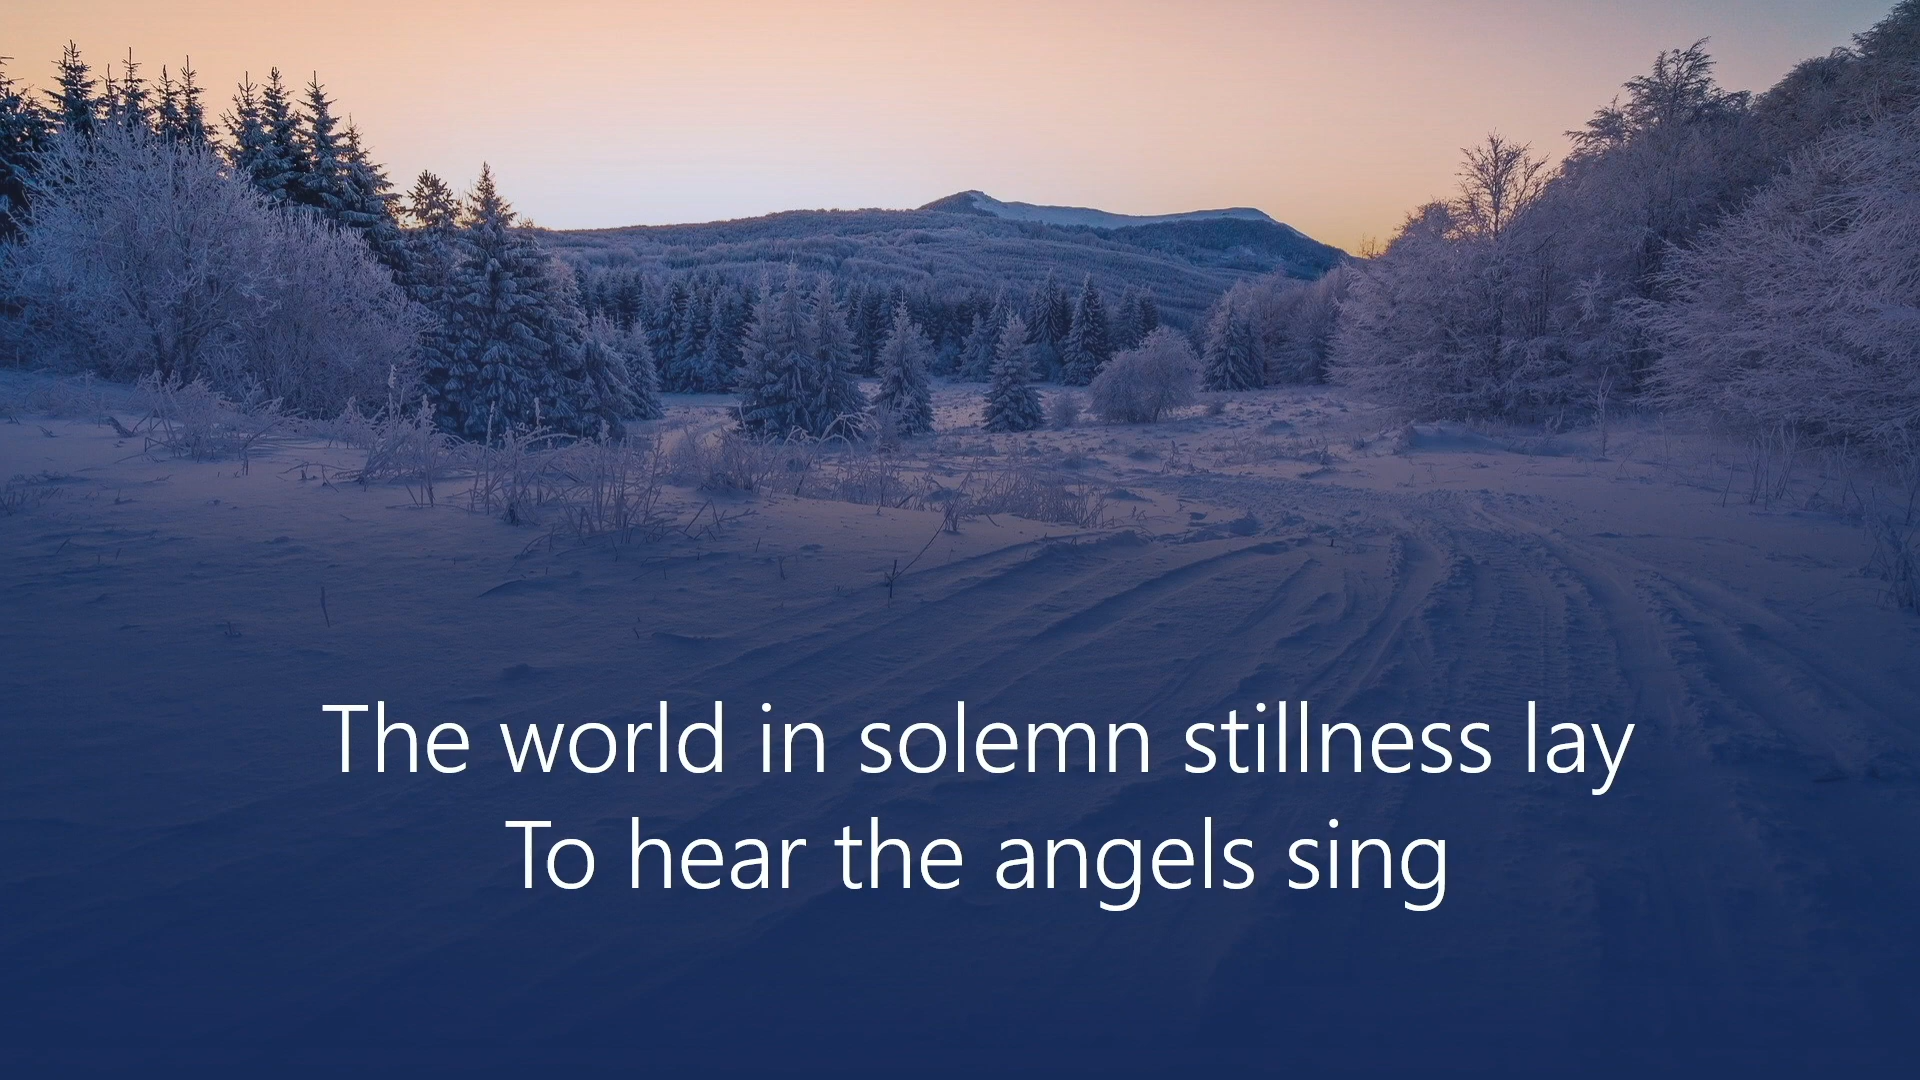 The world in solemn stillness lay
To hear the angels sing